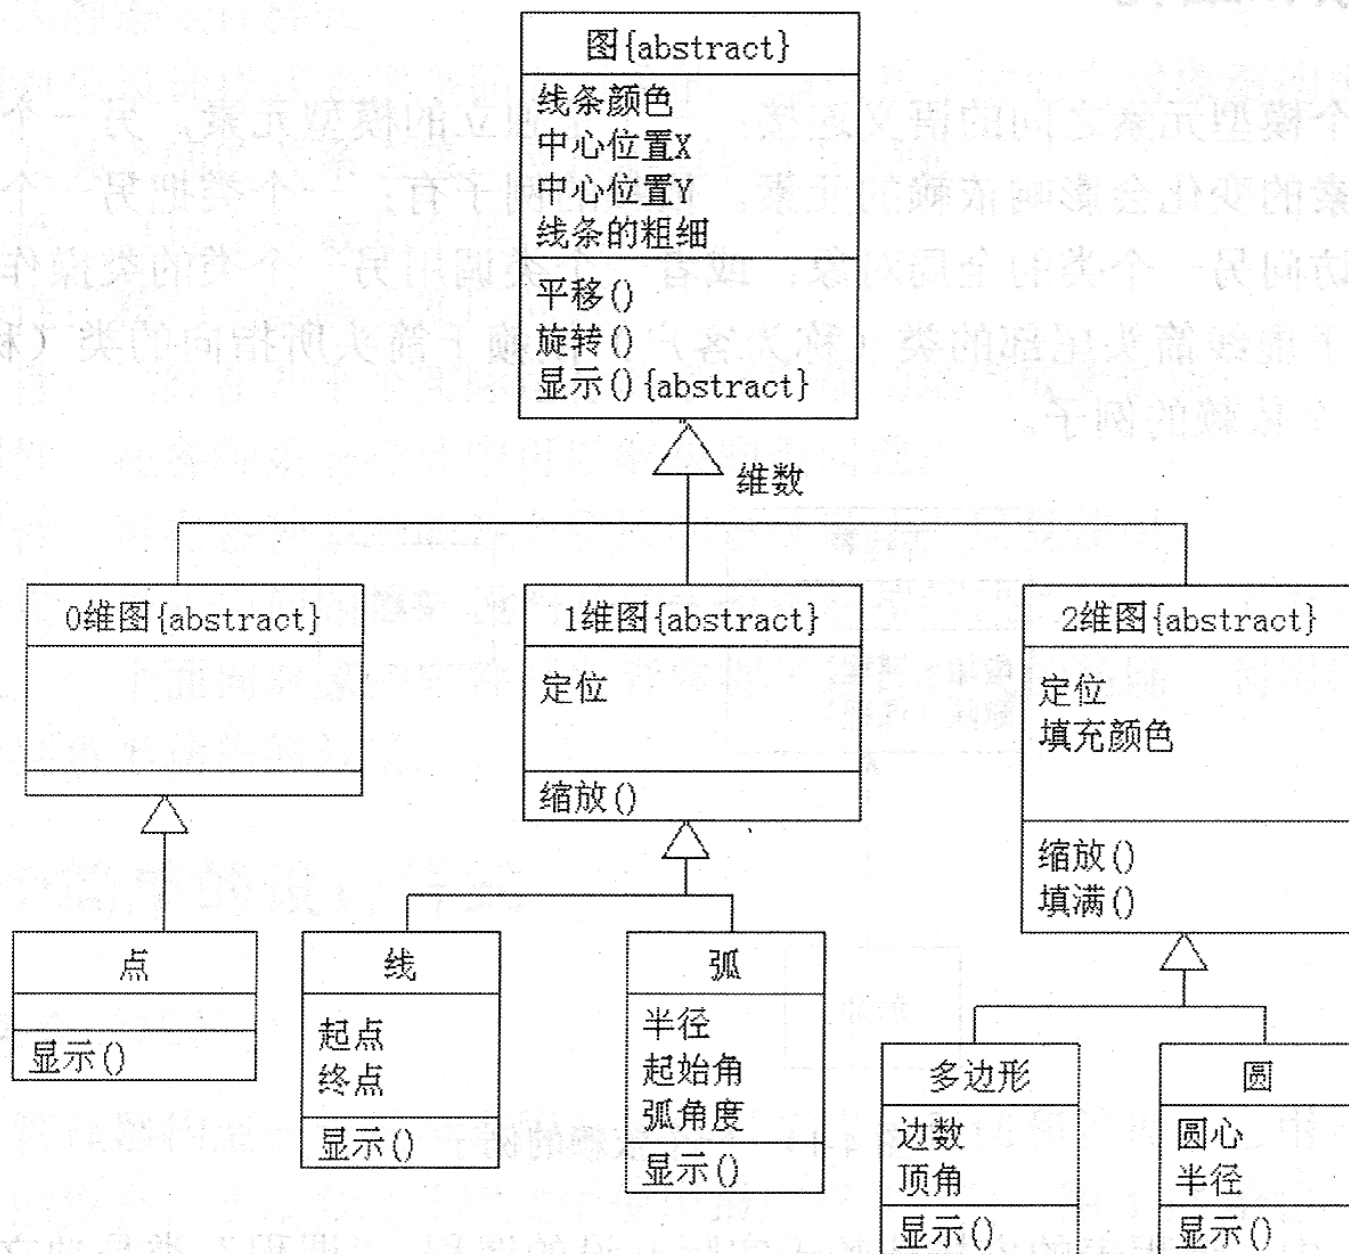 图{abstract}
线条颜色
中心位置X
中心位置Y
线条的粗细
平移()
旋转()
显示(){abstract}
维数
0维图{abstract}
1维图{abstract}
定位
缩放()
2维图{abstract}
定位
填充颜色
缩放()
填满()
点
显示()
线
起点
终点
显示()
弧
半径
起始角
弧角度
显示()
多边形
边数
顶角
显示()
圆
圆心
半径
显示()